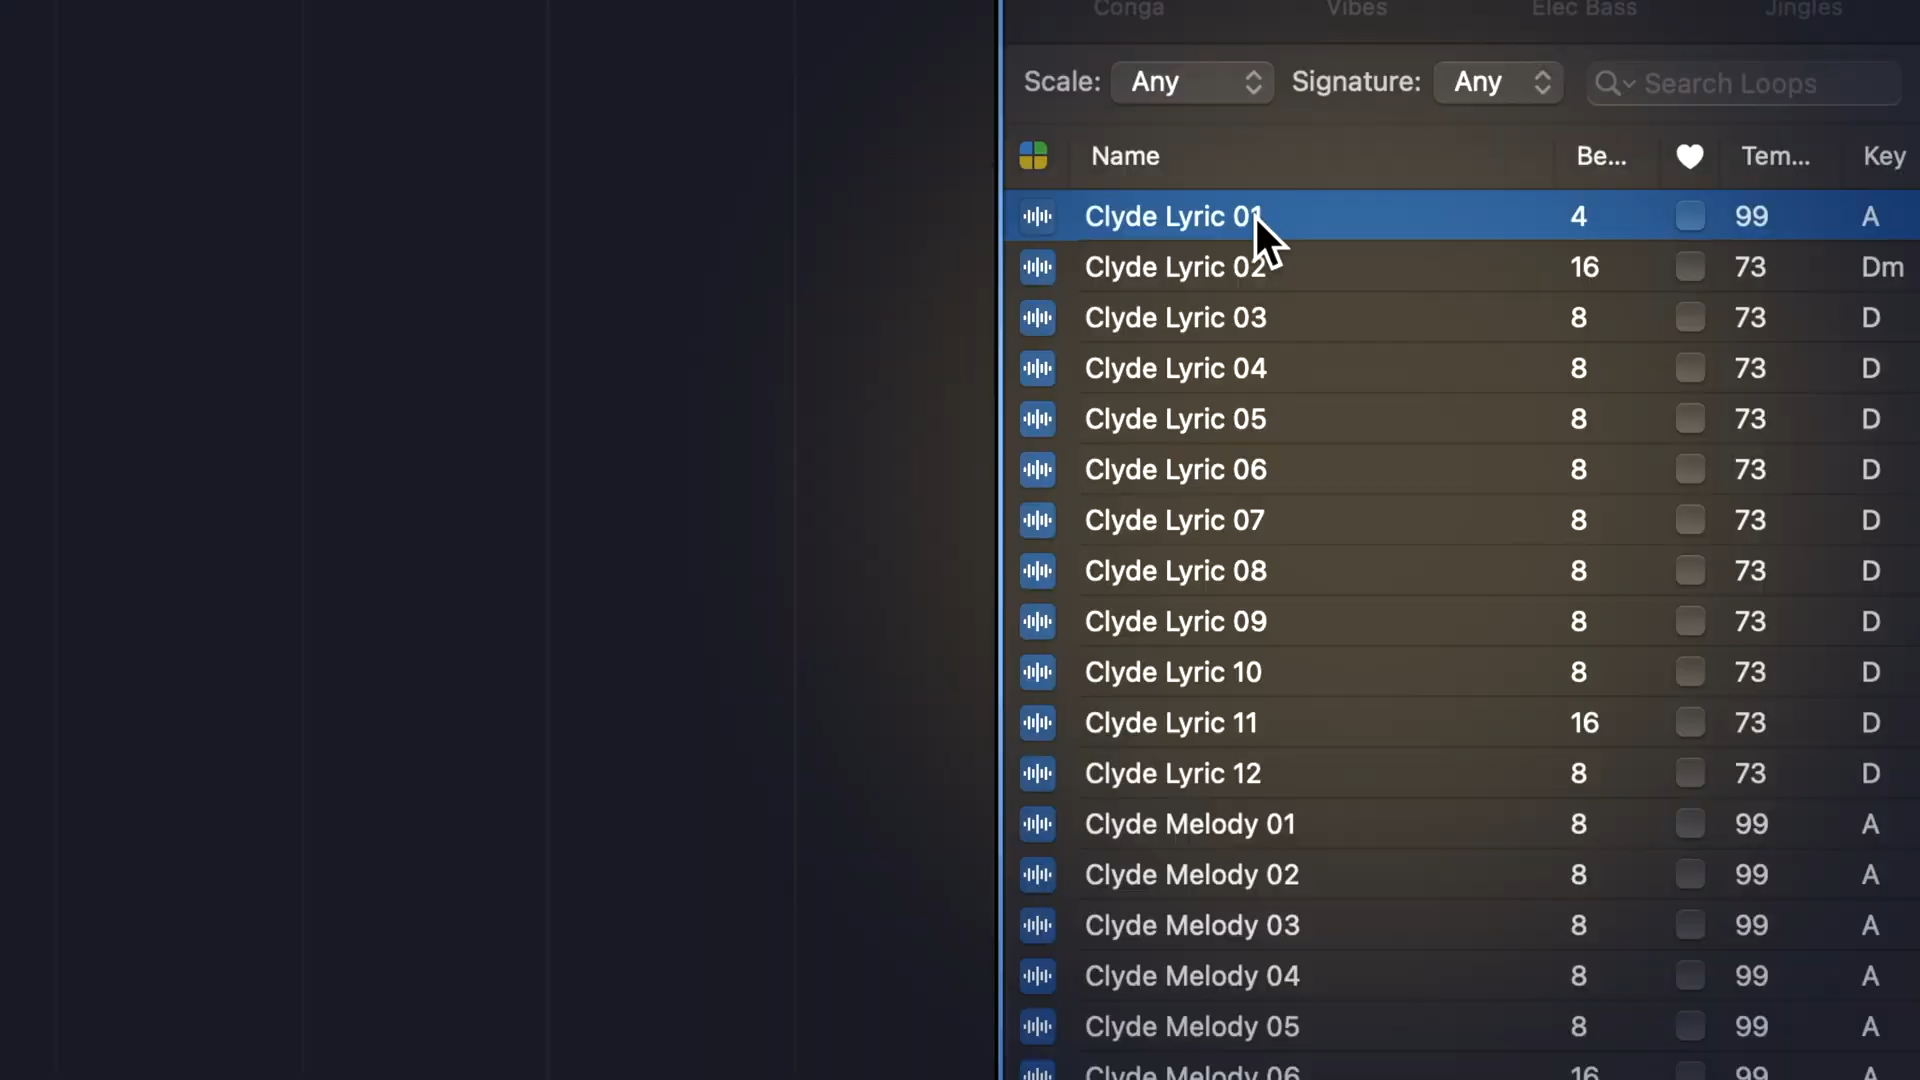 Conga Vibes Elec Bass Jingles
Scale: Any Signature: Any Search Loops
Name Be... Tem... Key
Clyde Lyric 01 4 99 A
Clyde Lyric 02 16 73 Dm
Clyde Lyric 03 8 73 D
Clyde Lyric 04 8 73 D
Clyde Lyric 05 8 73 D
Clyde Lyric 06 8 73 D
Clyde Lyric 07 8 73 D
Clyde Lyric 08 8 73 D
Clyde Lyric 09 8 73 D
Clyde Lyric 10 8 73 D
Clyde Lyric 11 16 73 D
Clyde Lyric 12 8 73 D
Clyde Melody 01 8 99 A
Clyde Melody 02 8 99 A
Clyde Melody 03 8 99 A
Clyde Melody 04 8 99 A
Clyde Melody 05 8 99 A
Clyde Melody 06 16 99 A